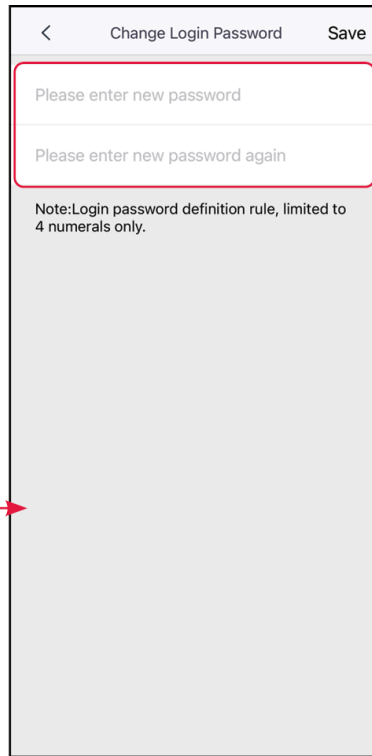 Change Login Password Save
Please enter new password
Please enter new password again
Note:Login password definition rule, limited to
4 numerals only.